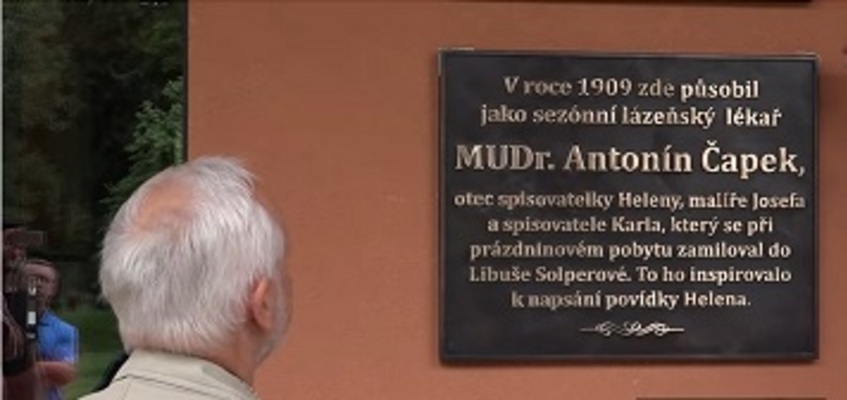 V roce 1909 zde působil
jako sezónní lázeňský lékař
MUDr. Antonín Čapek,
otec spisovatelky Heleny, malíře Josefa
a spisovatele Karla, který se při
prázdninovém pobytu zamiloval do
Libuše Solperové. To ho inspirovalo
k napsání povídky Helena.